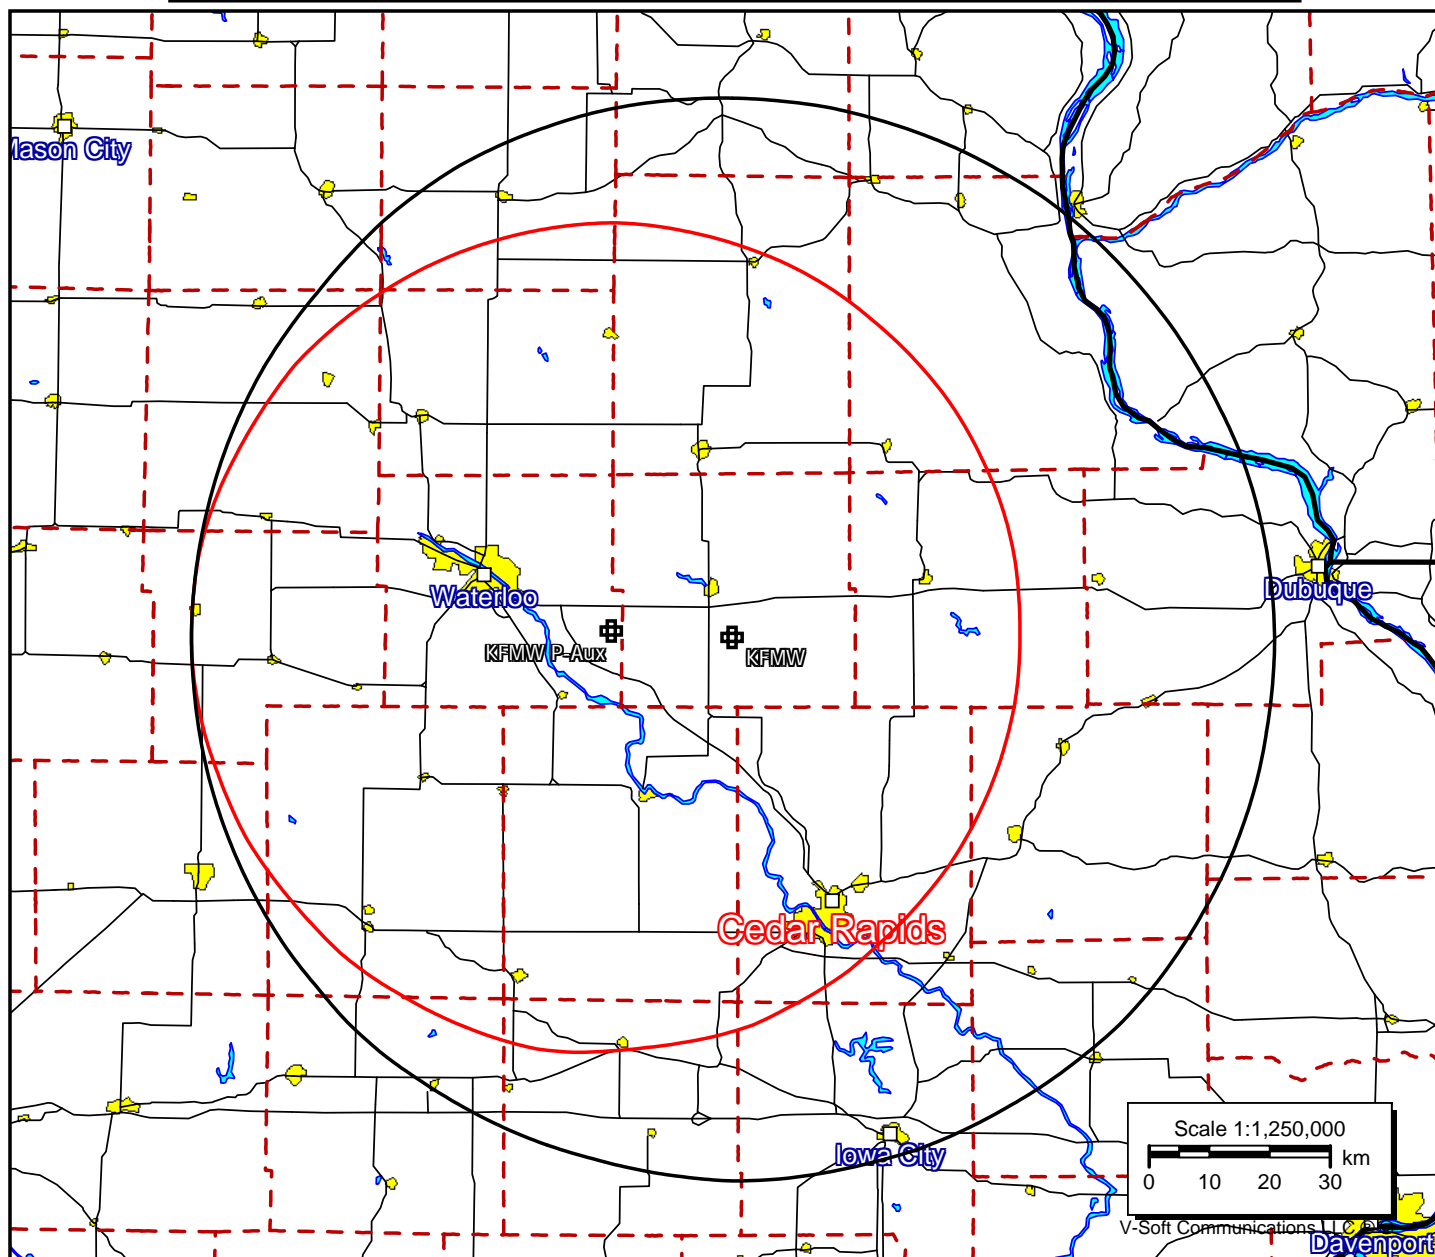 Mason City
Waterloo
Dubuque
KFMW P-Aux
KFMW
Cedar Rapids
Iowa City
Scale 1:1,250,000
km
0 10 20 30
V-Soft Communications LLC ©
Davenport